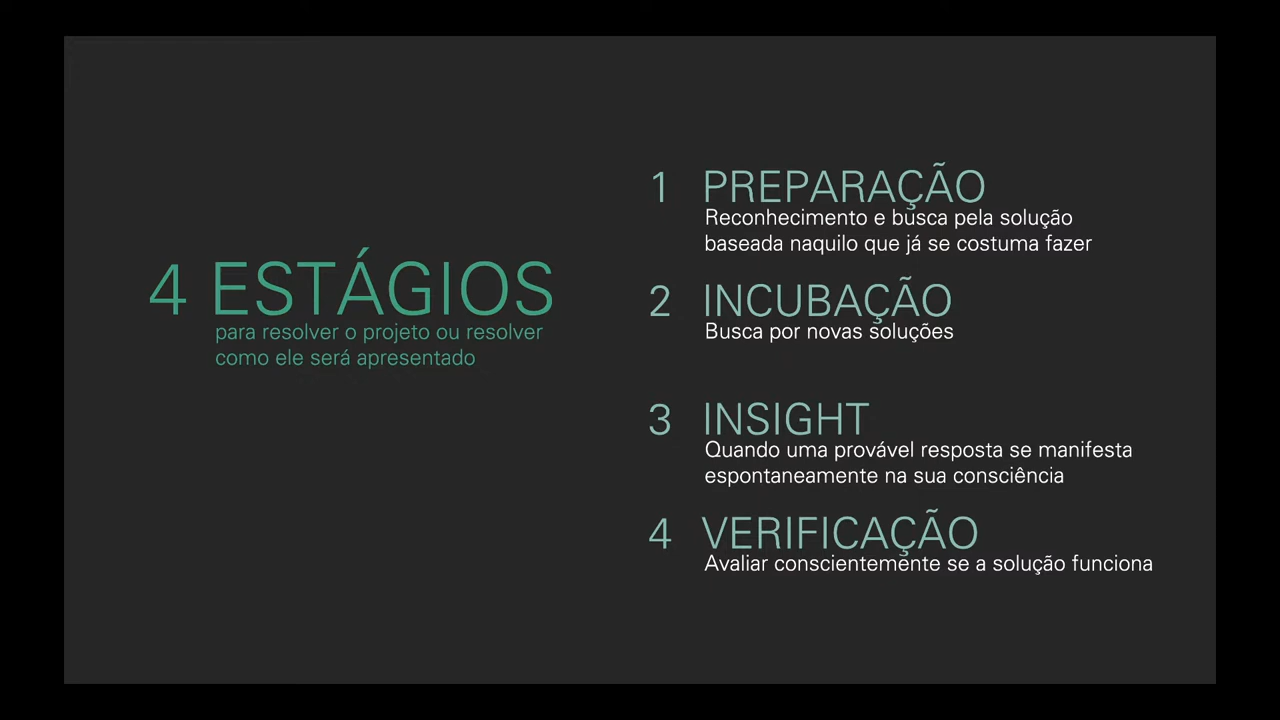 4 ESTÁGIOS
para resolver o projeto ou resolver
como ele será apresentado
1 PREPARAÇÃO
Reconhecimento e busca pela solução
baseada naquilo que já se costuma fazer
2 INCUBAÇÃO
Busca por novas soluções
3 INSIGHT
Quando uma provável resposta se manifesta
espontaneamente na sua consciência
4 VERIFICAÇÃO
Avaliar conscientemente se a solução funciona